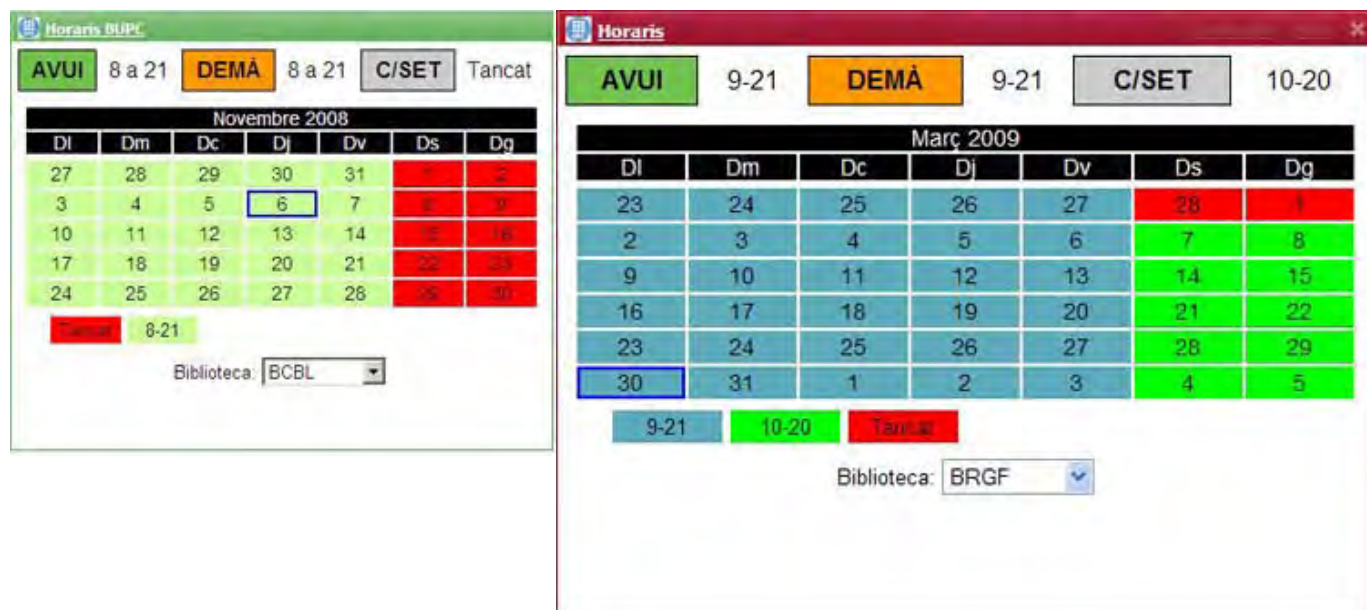 Horaris BUPC
AVUI 8 a 21 DEMÀ 8 a 21 C/SET Tancat
Novembre 2008
Dl Dm Dc Dj Dv Ds Dg
27 28 29 30 31 1 2
3 4 5 6 7 8 9
10 11 12 13 14 15 16
17 18 19 20 21 22 23
24 25 26 27 28 29 30
Tancat 8-21
Biblioteca: BCBL
Horaris
AVUI 9-21 DEMÀ 9-21 C/SET 10-20
Març 2009
Dl Dm Dc Dj Dv Ds Dg
23 24 25 26 27 28 1
2 3 4 5 6 7 8
9 10 11 12 13 14 15
16 17 18 19 20 21 22
23 24 25 26 27 28 29
30 31 1 2 3 4 5
9-21 10-20 Tancat
Biblioteca: BRGF